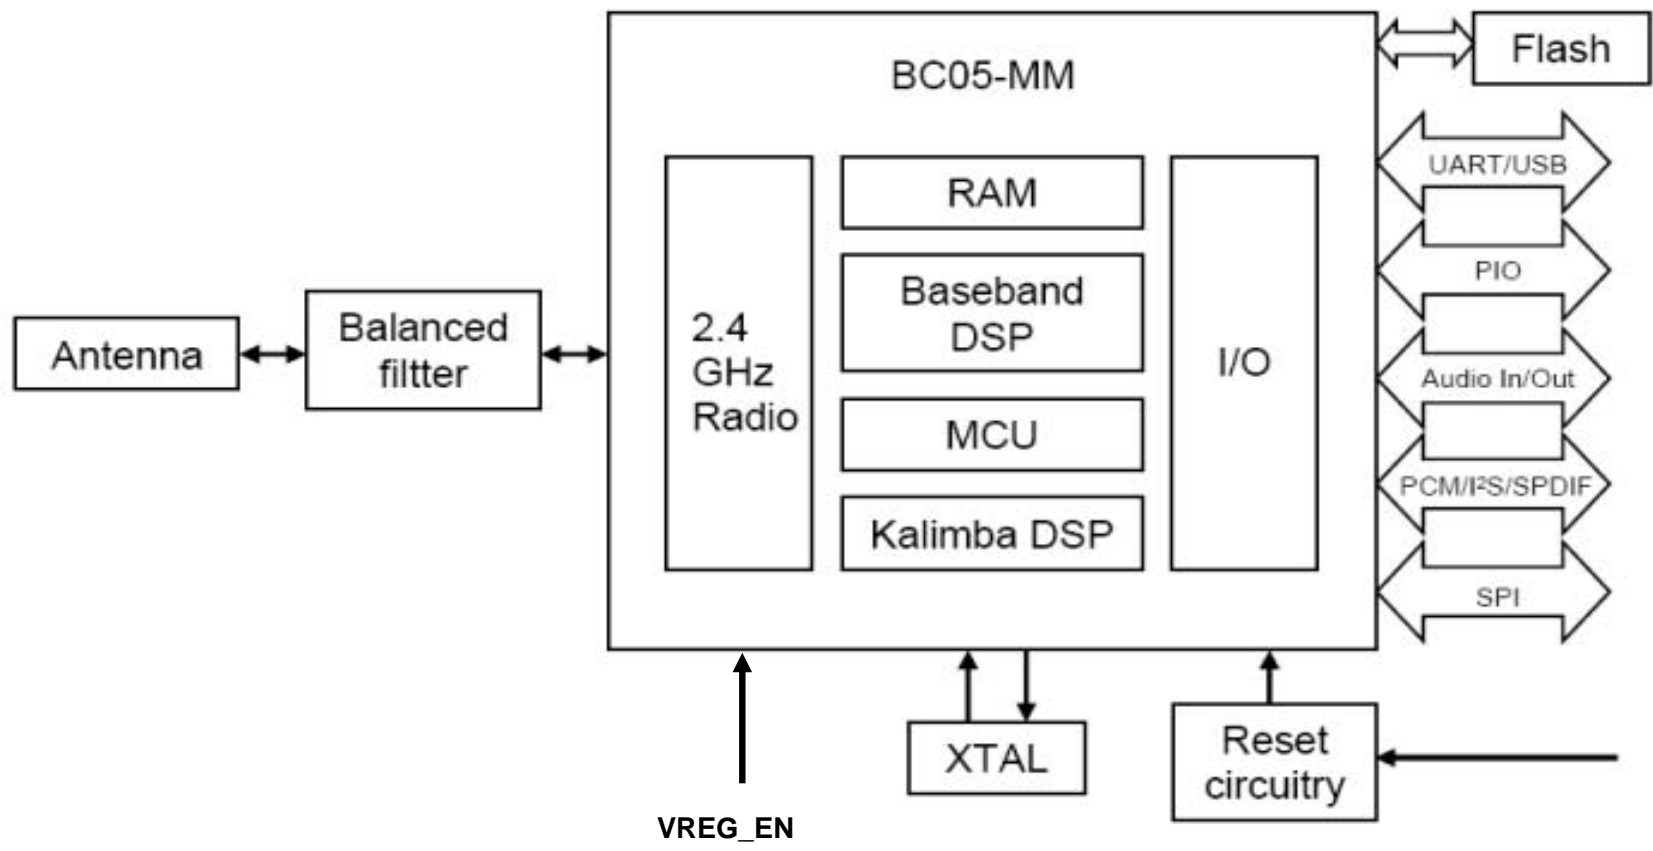 BC05-MM
Flash
UART/USB
RAM
PIO
Baseband
DSP
2.4
GHz
Radio
I/O
Antenna
Balanced
filtter
Audio In/Out
MCU
PCM/I²S/SPDIF
Kalimba DSP
SPI
XTAL
Reset
circuitry
VREG_EN